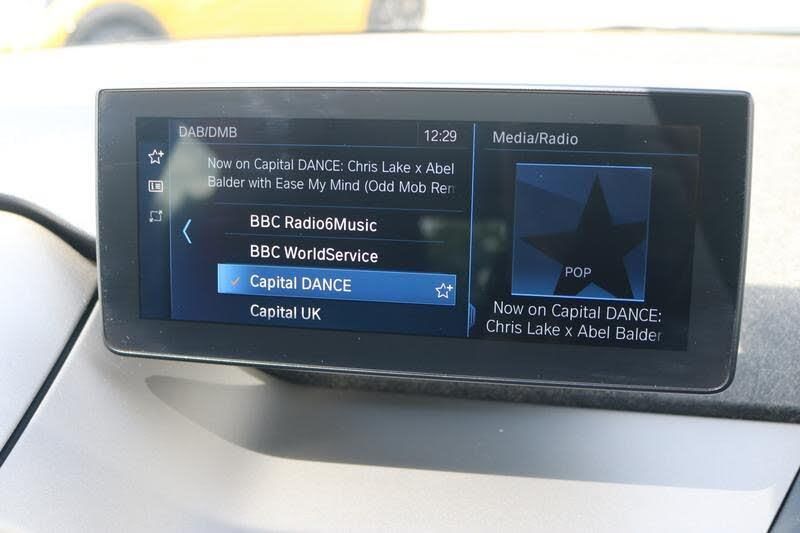 DAB/DMB
12:29
Now on Capital DANCE: Chris Lake x Abel
Balder with Ease My Mind (Odd Mob Rem
BBC Radio6Music
BBC WorldService
Capital DANCE
Capital UK
Media/Radio
POP
Now on Capital DANCE:
Chris Lake x Abel Balder